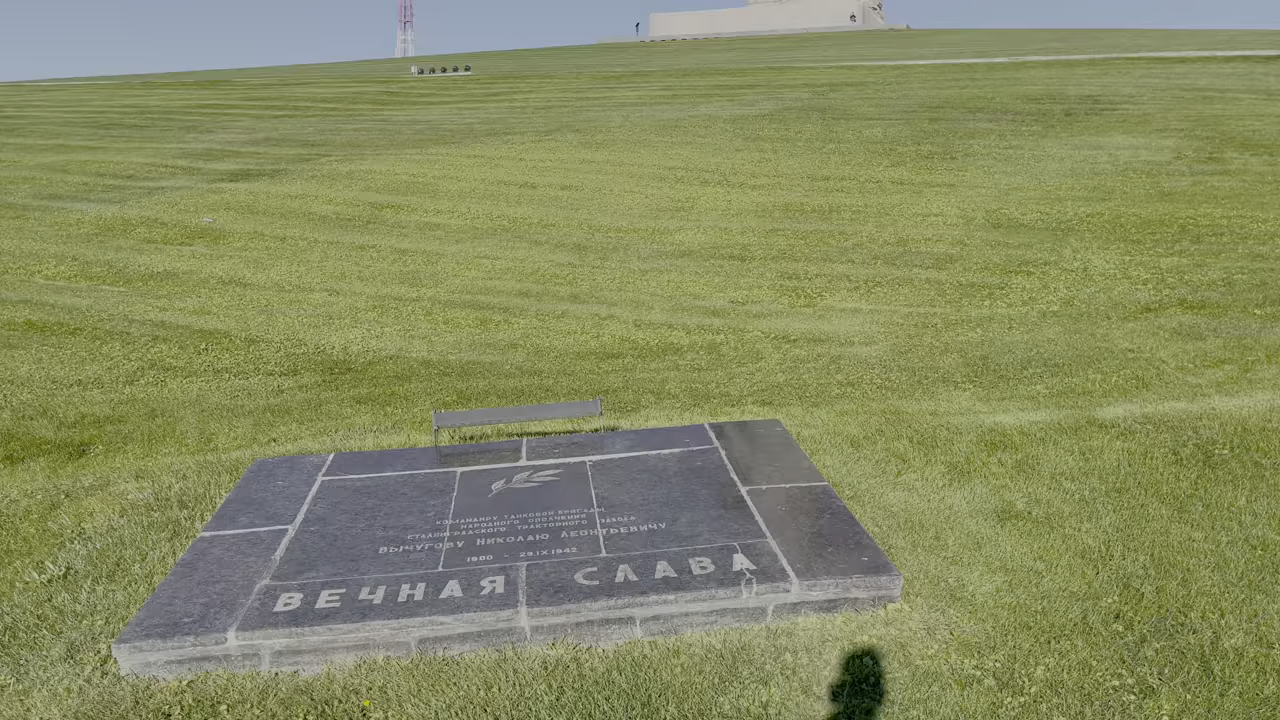 КОМАНДИРУ ТАНКОВОЙ БРИГАДЫ
НАРОДНОГО ОПОЛЧЕНИЯ
СТАЛИНГРАДСКОГО ТРАКТОРНОГО ЗАВОДА
ВЫЧУГОВУ НИКОЛАЮ ЛЕОНТЬЕВИЧУ
1900 - 29.IX 1942
ВЕЧНАЯ СЛАВА